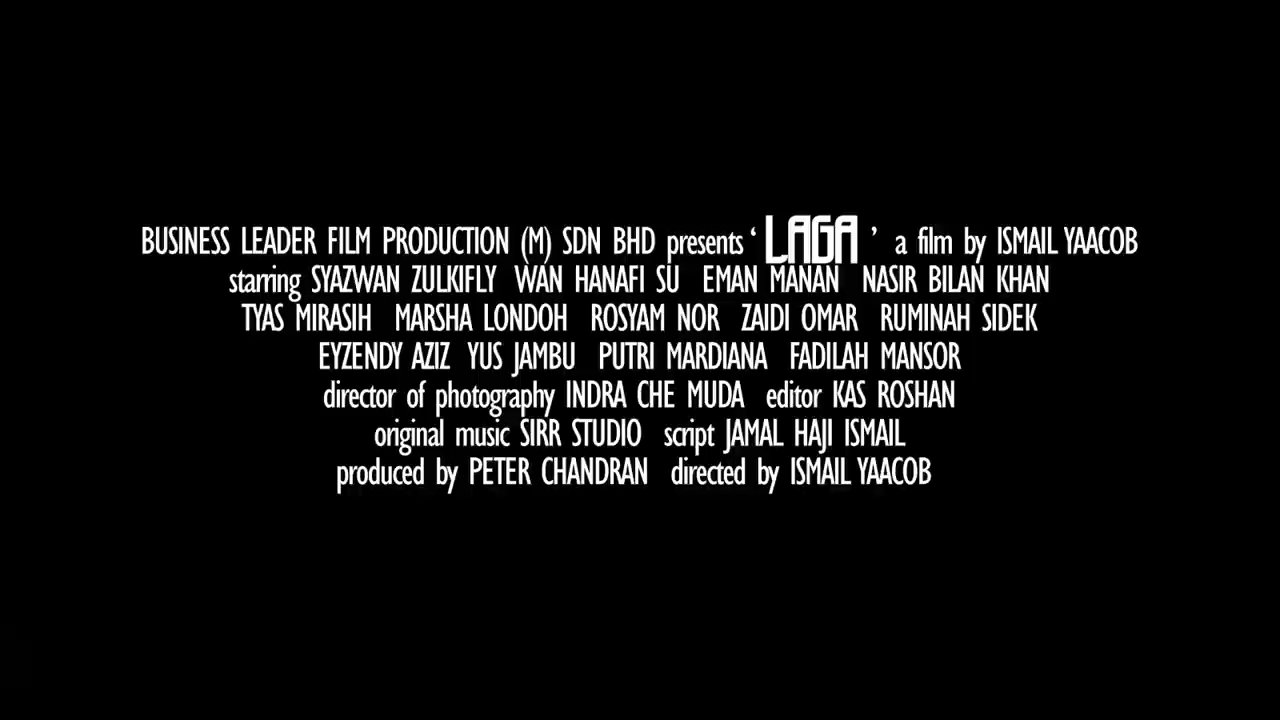 BUSINESS LEADER FILM PRODUCTION (M) SDN BHD presents ‘ LAGA ’ a film by ISMAIL YAACOB
starring SYAZWAN ZULKIFLY WAN HANAFI SU EMAN MANAN NASIR BILAN KHAN
TYAS MIRASIH MARSHA LONDOH ROSYAM NOR ZAIDI OMAR RUMINAH SIDEK
EYZENDY AZIZ YUS JAMBU PUTRI MARDIANA FADILAH MANSOR
director of photography INDRA CHE MUDA editor KAS ROSHAN
original music SIRR STUDIO script JAMAL HAJI ISMAIL
produced by PETER CHANDRAN directed by ISMAIL YAACOB